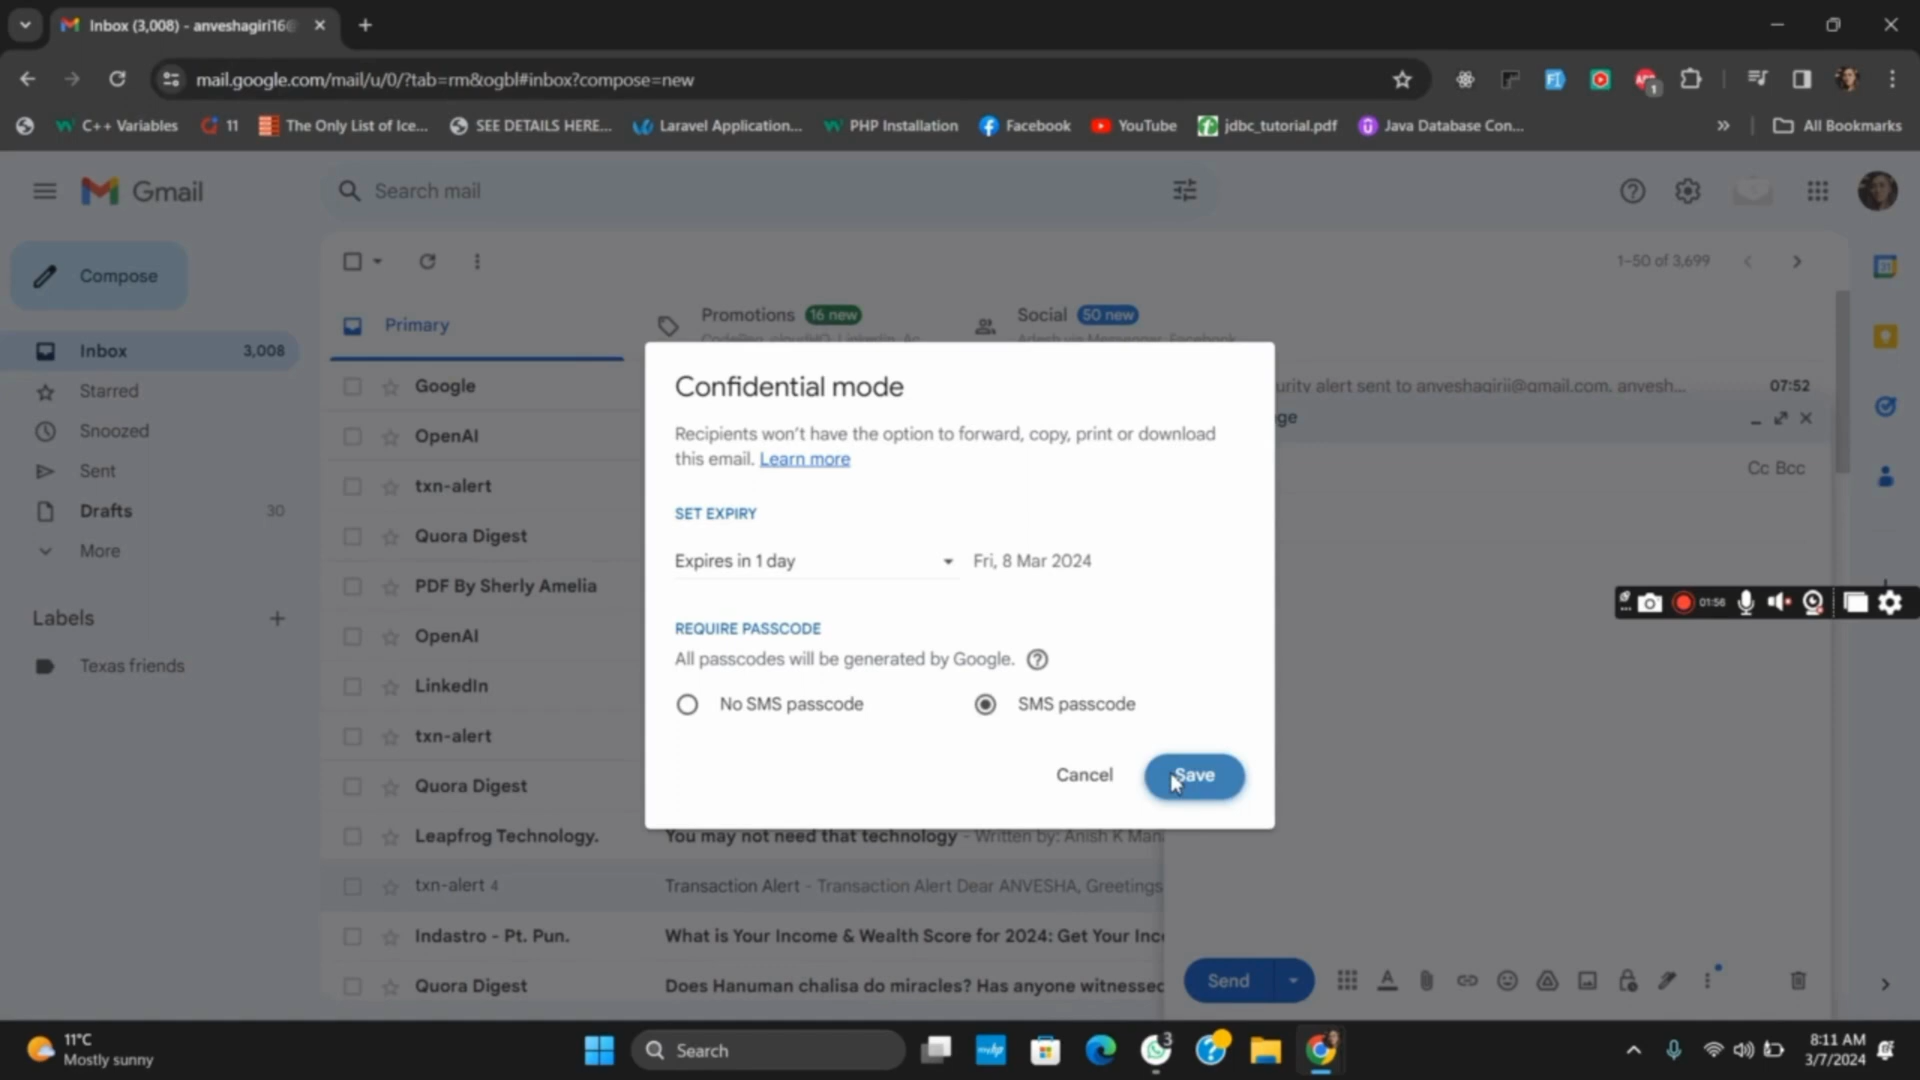 Inbox (3,008) - anveshagiri16@
mail.google.com/mail/u/0/?tab=rm&ogbl#inbox?compose=new
1
C++ Variables
11
The Only List of Ice...
SEE DETAILS HERE...
Laravel Application...
PHP Installation
Facebook
YouTube
jdbc_tutorial.pdf
Java Database Con...
»
All Bookmarks
Gmail
Search mail
Compose
1–50 of 3,699
Primary
Promotions 16 new
Social 50 new
Inbox 3,008
Starred
Snoozed
Sent
Drafts 30
More
Labels +
Texas friends
Google
urity alert sent to anveshagirii@gmail.com, anvesh... 07:52
OpenAI
txn-alert
Quora Digest
PDF By Sherly Amelia
OpenAI
LinkedIn
txn-alert
Quora Digest
Leapfrog Technology. You may not need that technology - Written by: Anish K Man
txn-alert 4 Transaction Alert - Transaction Alert Dear ANVESHA, Greetings
Indastro - Pt. Pun. What is Your Income & Wealth Score for 2024: Get Your Inc
Quora Digest Does Hanuman chalisa do miracles? Has anyone witnessed
Confidential mode
Recipients won't have the option to forward, copy, print or download
this email. Learn more
SET EXPIRY
Expires in 1 day Fri, 8 Mar 2024
REQUIRE PASSCODE
All passcodes will be generated by Google.
No SMS passcode SMS passcode
Cancel Save
ge
Cc Bcc
01:56
Send
11°C
Mostly sunny
Search
myhp
3
8:11 AM
3/7/2024